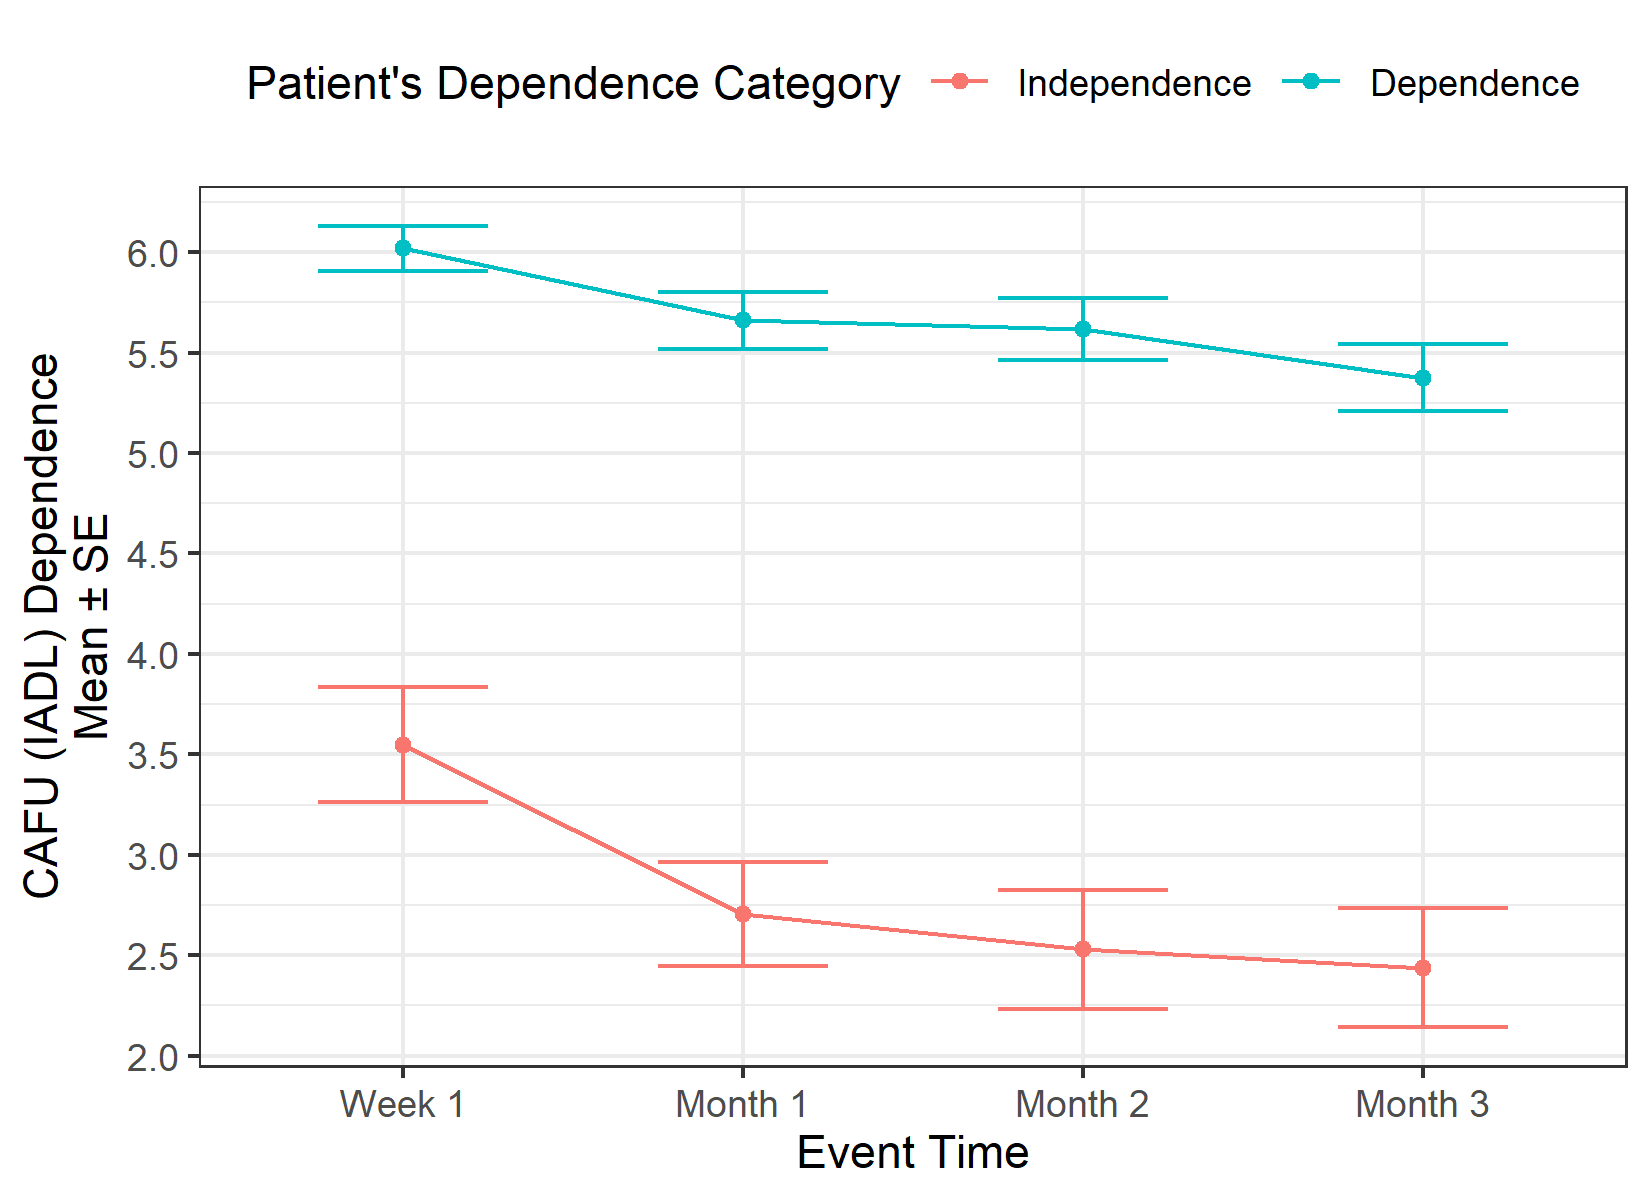 Patient's Dependence Category Independence Dependence
CAFU (IADL) Dependence
Mean ± SE
6.0
5.5
5.0
4.5
4.0
3.5
3.0
2.5
2.0
Week 1 Month 1 Month 2 Month 3
Event Time